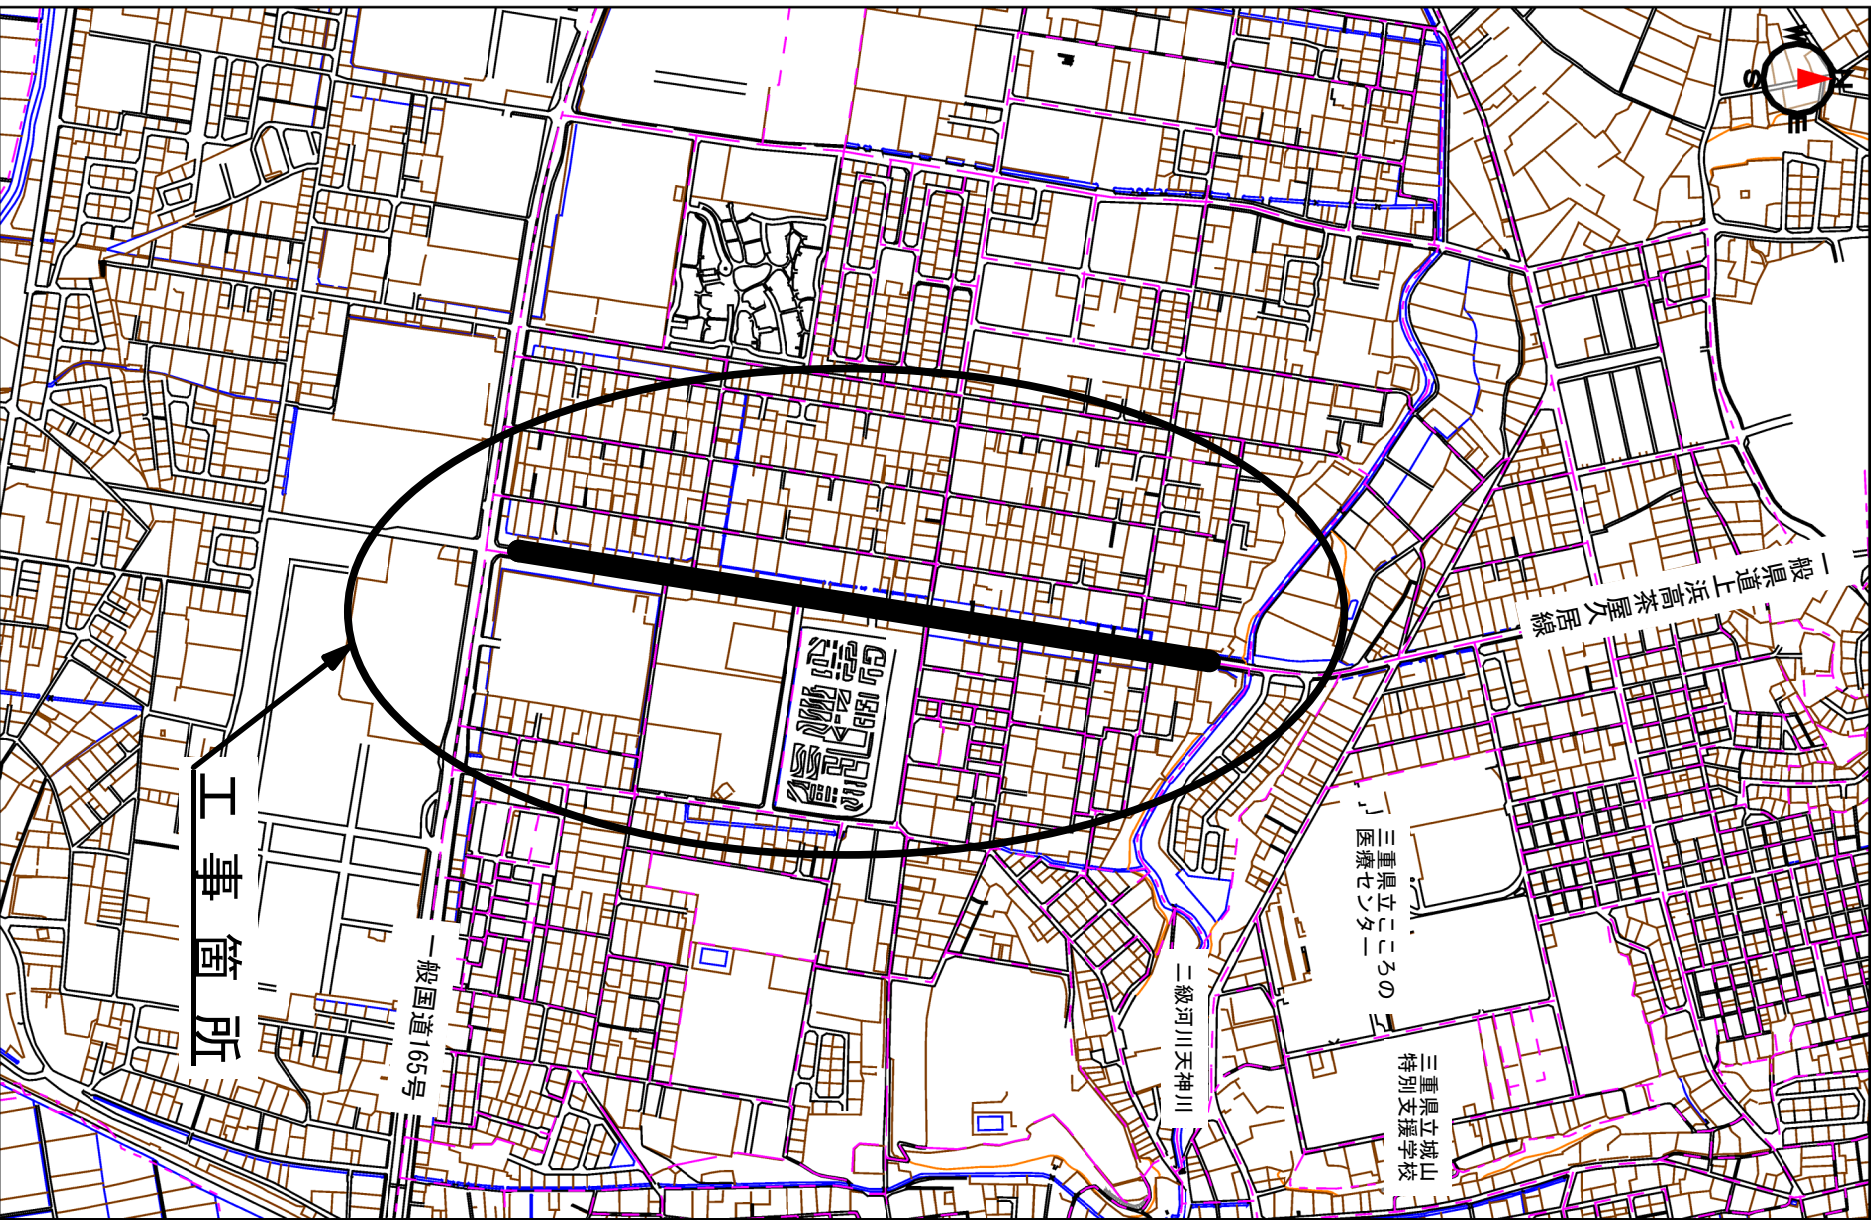 工事箇所
一般国道165号
二級河川天神川
一般県道上浜高茶屋久居線
三重県立こころの
医療センター
三重県立城山
特別支援学校
N
S
W
E